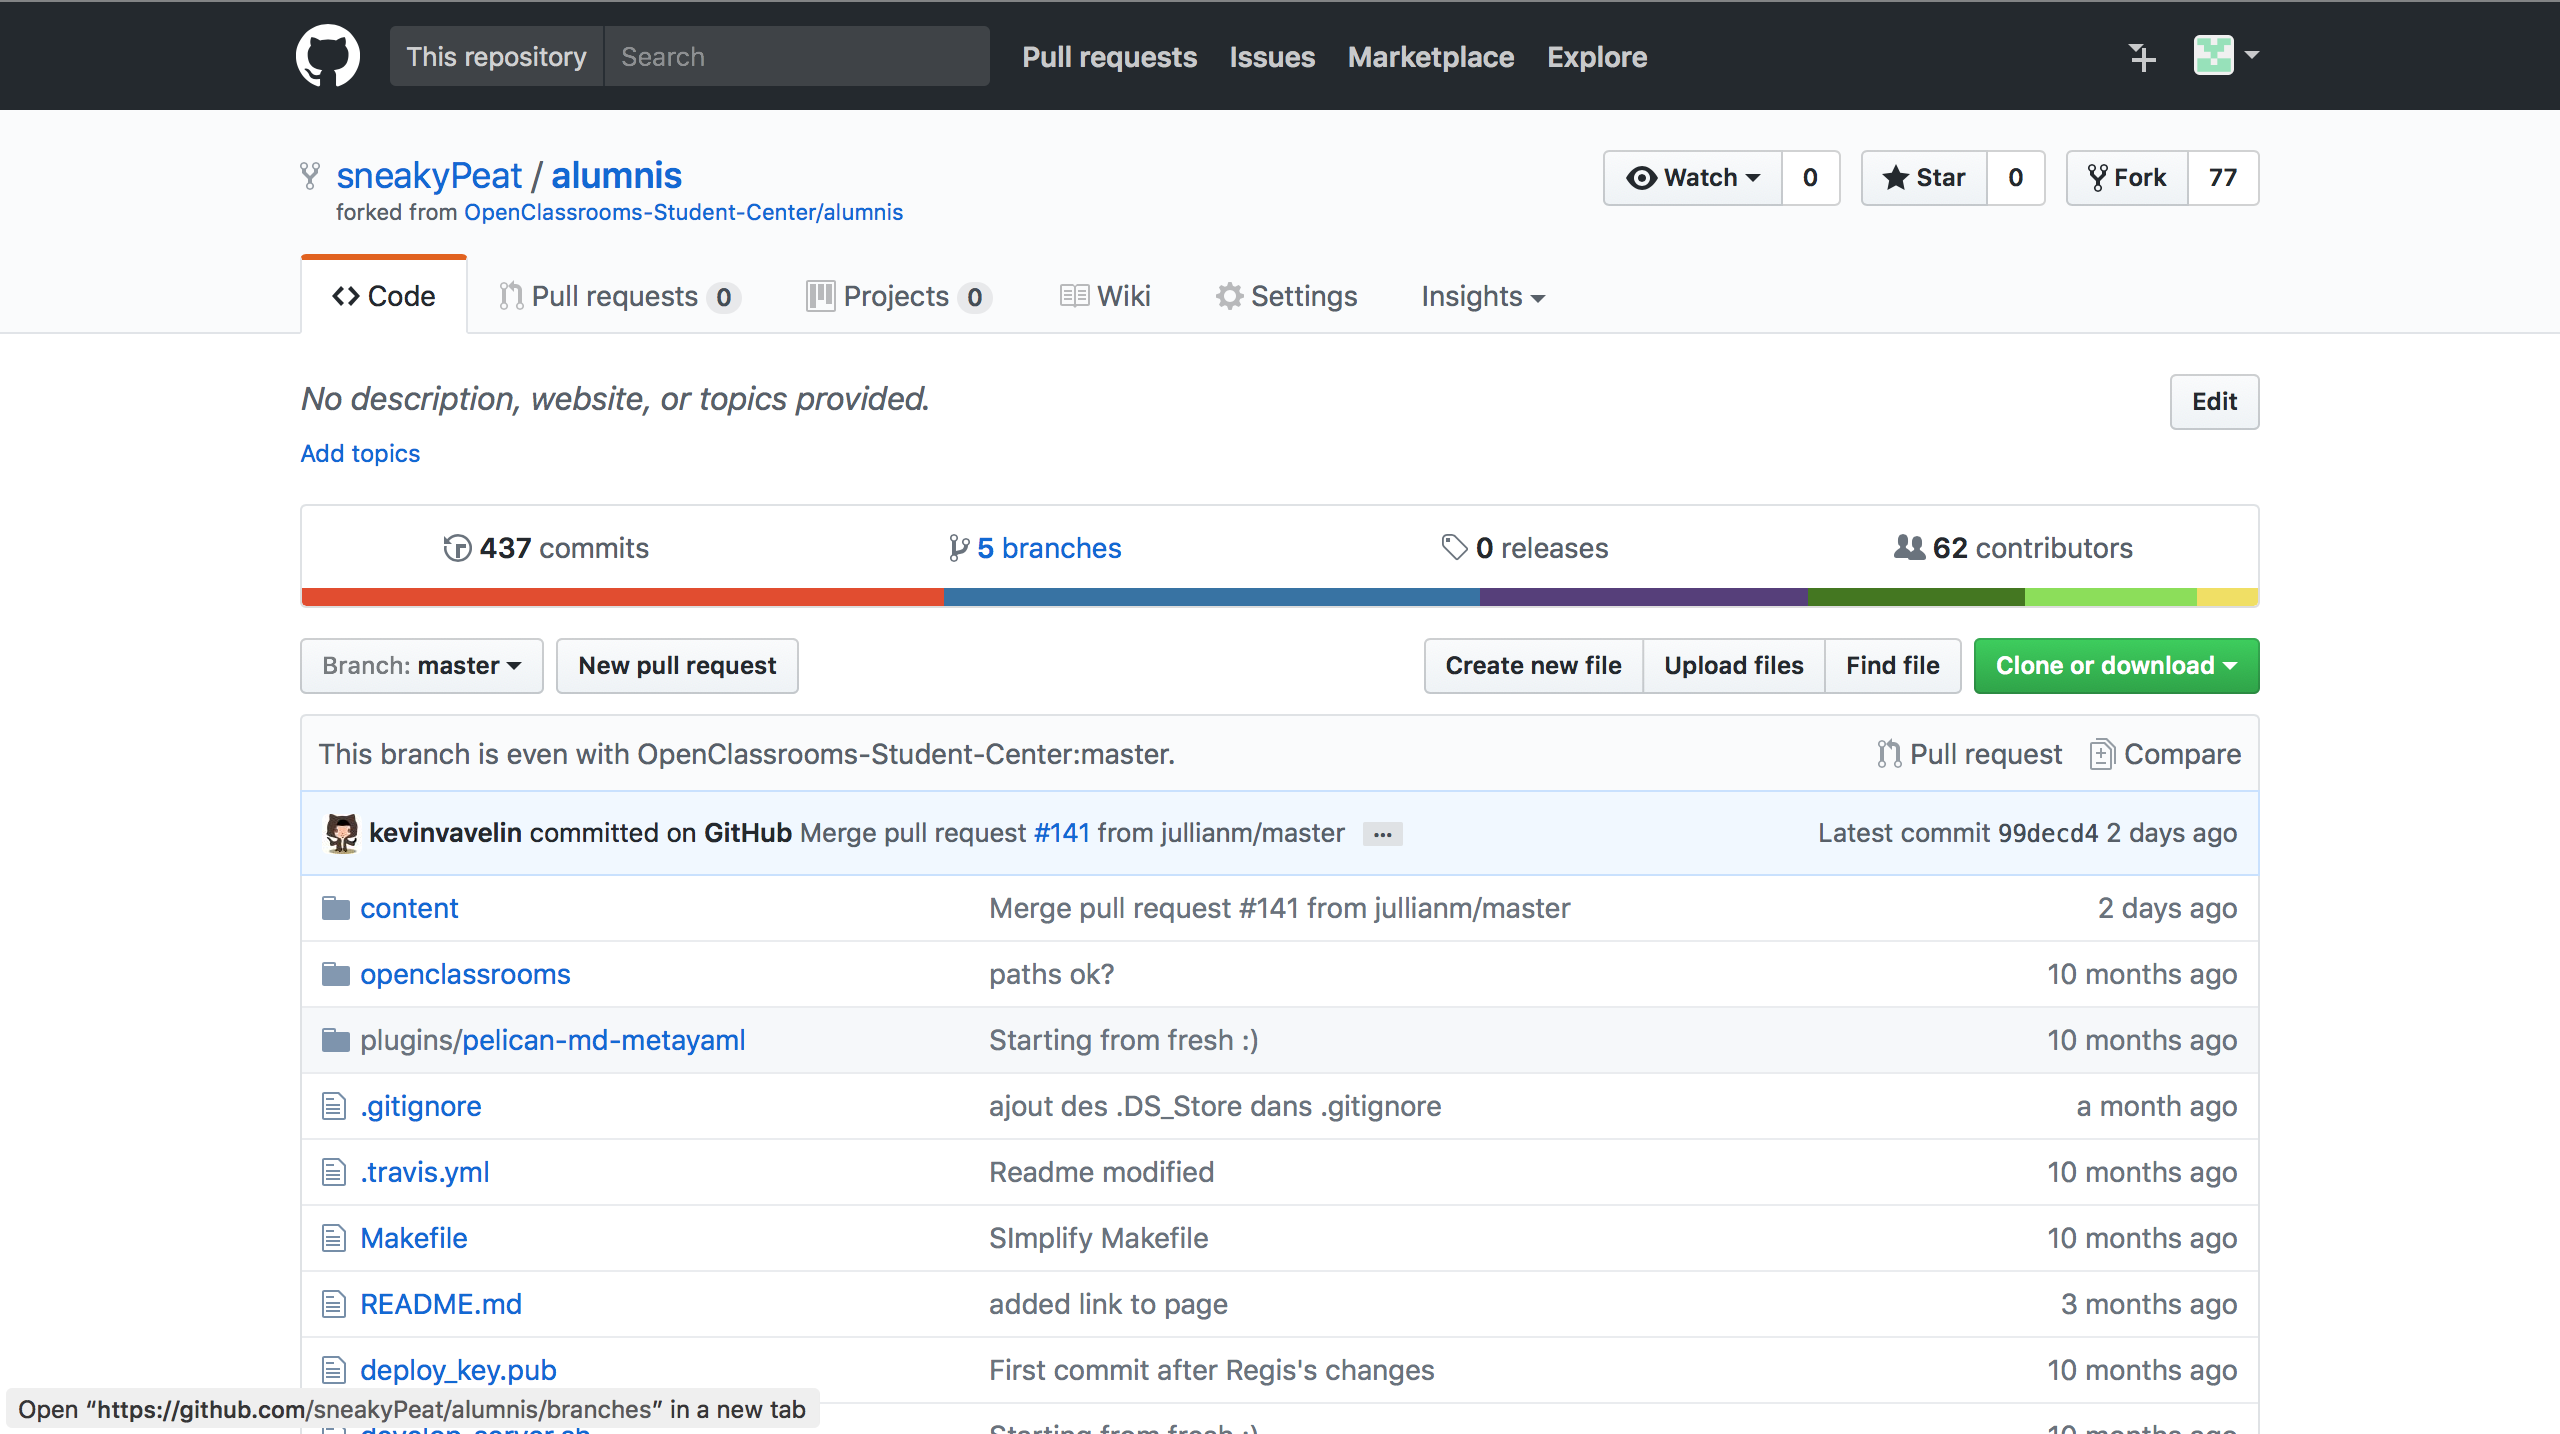 This repository Search Pull requests Issues Marketplace Explore
sneakyPeat / alumnis Watch 0 Star 0 Fork 77
forked from OpenClassrooms-Student-Center/alumnis
Code Pull requests 0 Projects 0 Wiki Settings Insights
No description, website, or topics provided. Edit
Add topics
437 commits 5 branches 0 releases 62 contributors
Branch: master New pull request Create new file Upload files Find file Clone or download
This branch is even with OpenClassrooms-Student-Center:master. Pull request Compare
kevinvavelin committed on GitHub Merge pull request #141 from jullianm/master ... Latest commit 99decd4 2 days ago
content Merge pull request #141 from jullianm/master 2 days ago
openclassrooms paths ok? 10 months ago
plugins/pelican-md-metayaml Starting from fresh :) 10 months ago
.gitignore ajout des .DS_Store dans .gitignore a month ago
.travis.yml Readme modified 10 months ago
Makefile SImplify Makefile 10 months ago
README.md added link to page 3 months ago
deploy_key.pub First commit after Regis's changes 10 months ago
Open “https://github.com/sneakyPeat/alumnis/branches” in a new tab
develop_server.sh Starting from fresh :) 10 months ago